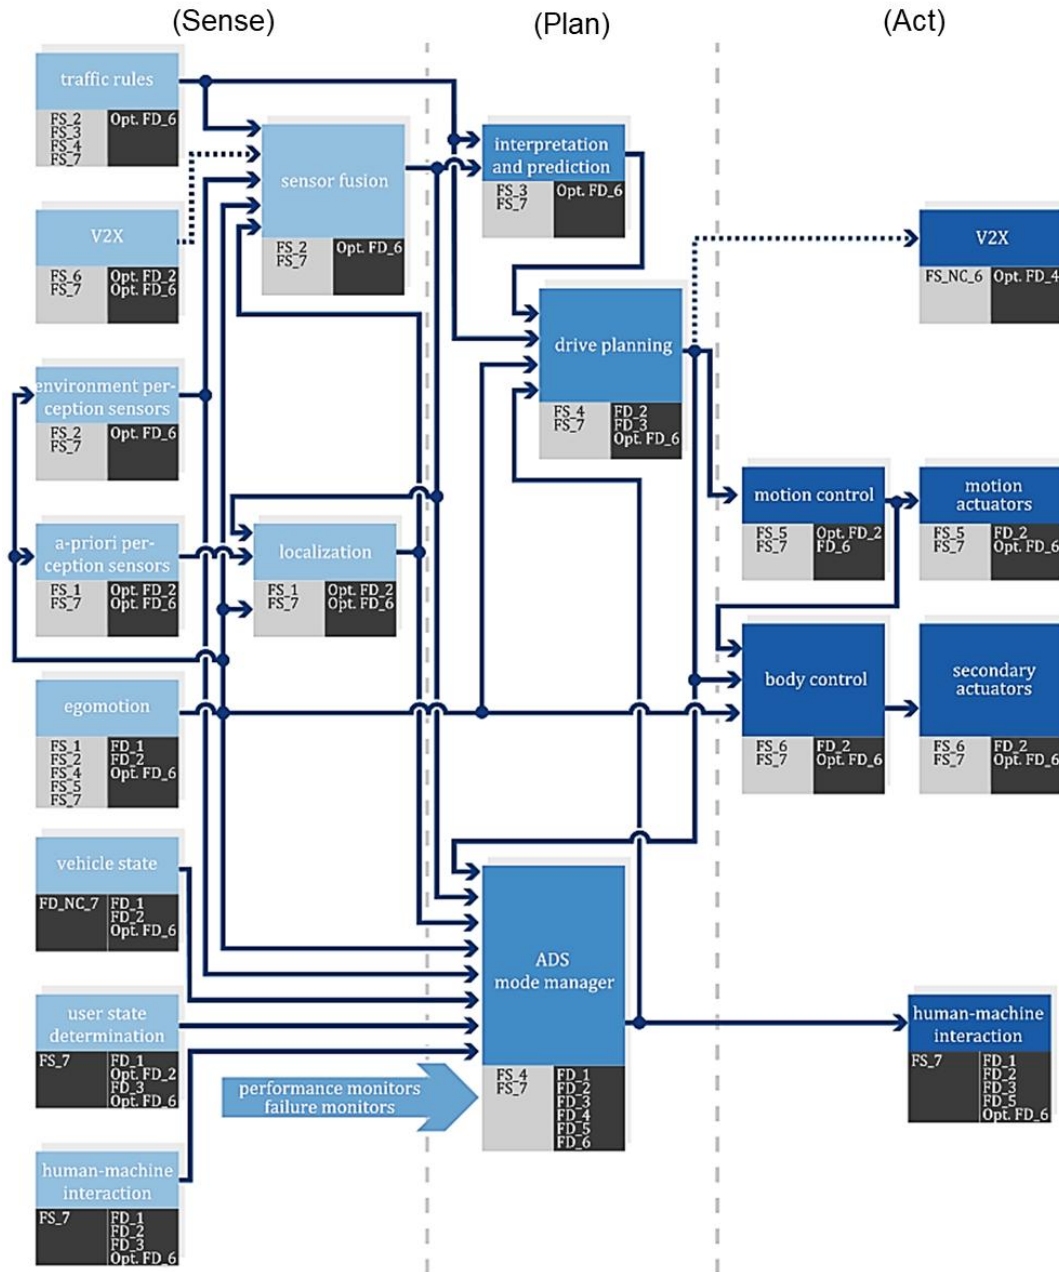 (Sense)
(Plan)
(Act)
traffic rules
FS_2
FS_3
FS_4
FS_7
Opt. FD_6
V2X
FS_6
FS_7
Opt. FD_2
Opt. FD_6
environment per-
ception sensors
FS_2
FS_7
Opt. FD_6
a-priori per-
ception sensors
FS_1
FS_7
Opt. FD_2
Opt. FD_6
egomotion
FS_1
FS_2
FS_4
FS_5
FS_7
FD_1
FD_2
Opt. FD_6
vehicle state
FD_NC_7
FD_1
FD_2
Opt. FD_6
user state
determination
FS_7
FD_1
Opt. FD_2
FD_3
Opt. FD_6
human-machine
interaction
FS_7
FD_1
FD_2
FD_3
Opt. FD_6
sensor fusion
FS_2
FS_7
Opt. FD_6
localization
FS_1
FS_7
Opt. FD_2
Opt. FD_6
performance monitors
failure monitors
interpretation
and prediction
FS_3
FS_7
Opt. FD_6
drive planning
FS_4
FS_7
FD_2
FD_3
Opt. FD_6
ADS
mode manager
FS_4
FS_7
FD_1
FD_2
FD_3
FD_4
FD_5
FD_6
V2X
FS_NC_6
Opt. FD_4
motion control
FS_5
FS_7
Opt. FD_2
FD_6
motion
actuators
FS_5
FS_7
FD_2
Opt. FD_6
body control
FS_6
FS_7
FD_2
Opt. FD_6
secondary
actuators
FS_6
FS_7
FD_2
Opt. FD_6
human-machine
interaction
FS_7
FD_1
FD_2
FD_3
FD_5
Opt. FD_6